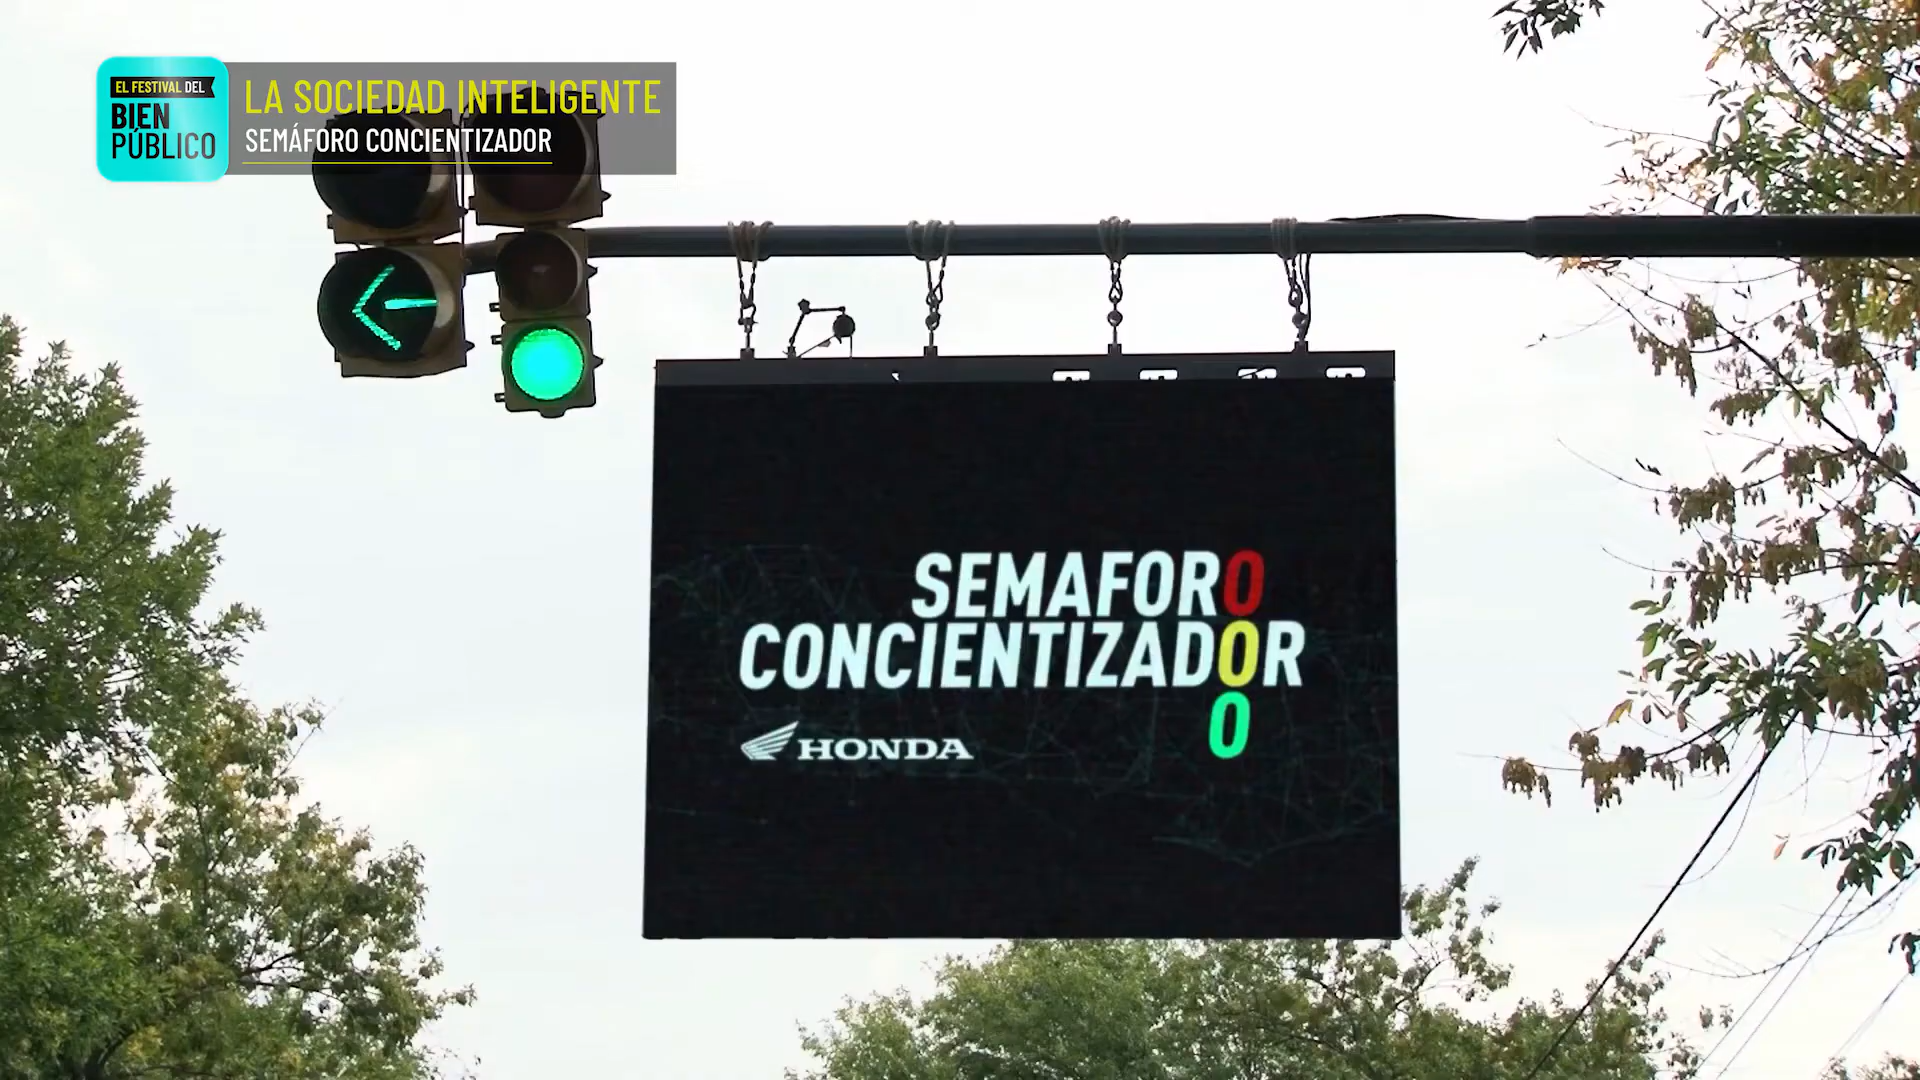 EL FESTIVAL DEL
BIEN
PÚBLICO
LA SOCIEDAD INTELIGENTE
SEMÁFORO CONCIENTIZADOR
SEMAFORO
CONCIENTIZADOR
O
HONDA